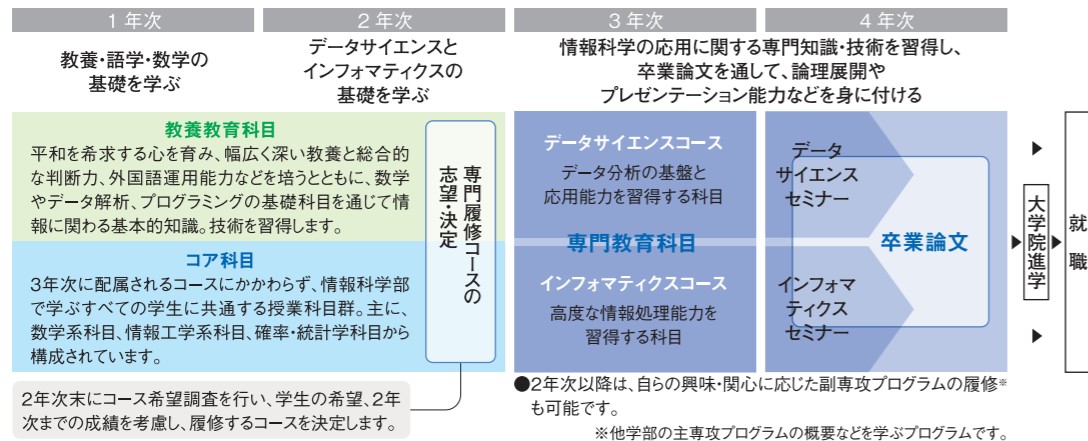 1年次
2年次
3年次
4年次
教養・語学・数学の
基礎を学ぶ
データサイエンスと
インフォマティクスの
基礎を学ぶ
情報科学の応用に関する専門知識・技術を習得し、
卒業論文を通して、論理展開や
プレゼンテーション能力などを身に付ける
教養教育科目
平和を希求する心を育み、幅広く深い教養と総合的
な判断力、外国語運用能力などを培うとともに、数学
やデータ解析、プログラミングの基礎科目を通じて情
報に関わる基本的知識。技術を習得します。
コア科目
3年次に配属されるコースにかかわらず、情報科学部
で学ぶすべての学生に共通する授業科目群。主に、
数学系科目、情報工学系科目、確率・統計学科目から
構成されています。
専門履修コースの
志望・決定
2年次末にコース希望調査を行い、学生の希望、2年
次までの成績を考慮し、履修するコースを決定します。
データサイエンスコース
データ分析の基盤と
応用能力を習得する科目
専門教育科目
インフォマティクスコース
高度な情報処理能力を
習得する科目
データ
サイエンス
セミナー
卒業論文
インフォマ
ティクス
セミナー
▶
▶大学院進学▶
▶
就職
●2年次以降は、自らの興味・関心に応じた副専攻プログラムの履修※
も可能です。
※他学部の主専攻プログラムの概要などを学ぶプログラムです。